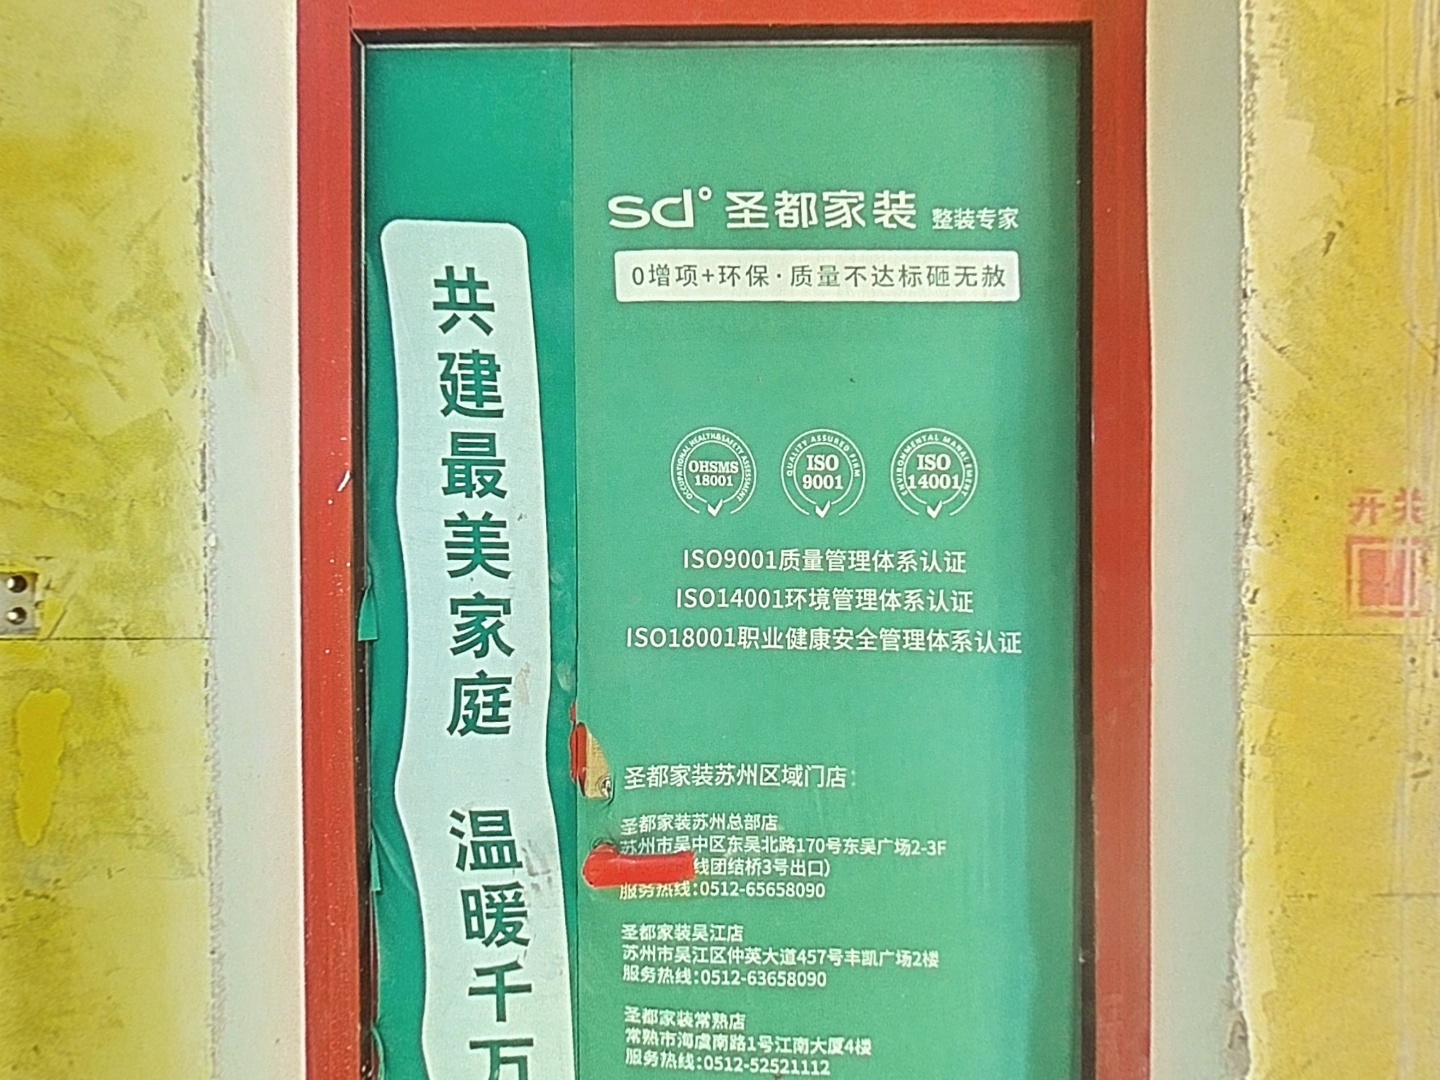 共建最美家庭 温暖千万
sd°圣都家装 整装专家
0增项+环保·质量不达标砸无赦
OCCUPATIONAL HEALTH&SAFETY ASSESSMENT
OHSMS
18001
QUALITY ASSURED FIRM
ISO
9001
ENVIRONMENTAL MANAGEMENT
ISO
14001
ISO9001质量管理体系认证
ISO14001环境管理体系认证
ISO18001职业健康安全管理体系认证
圣都家装苏州区域门店：
圣都家装苏州总部店
苏州市吴中区东吴北路170号东吴广场2-3F
线团结桥3号出口）
服务热线：0512-65658090
圣都家装吴江店
苏州市吴江区仲英大道457号丰凯广场2楼
服务热线：0512-63658090
圣都家装常熟店
常熟市海虞南路1号江南大厦4楼
服务热线：0512-52521112
开关